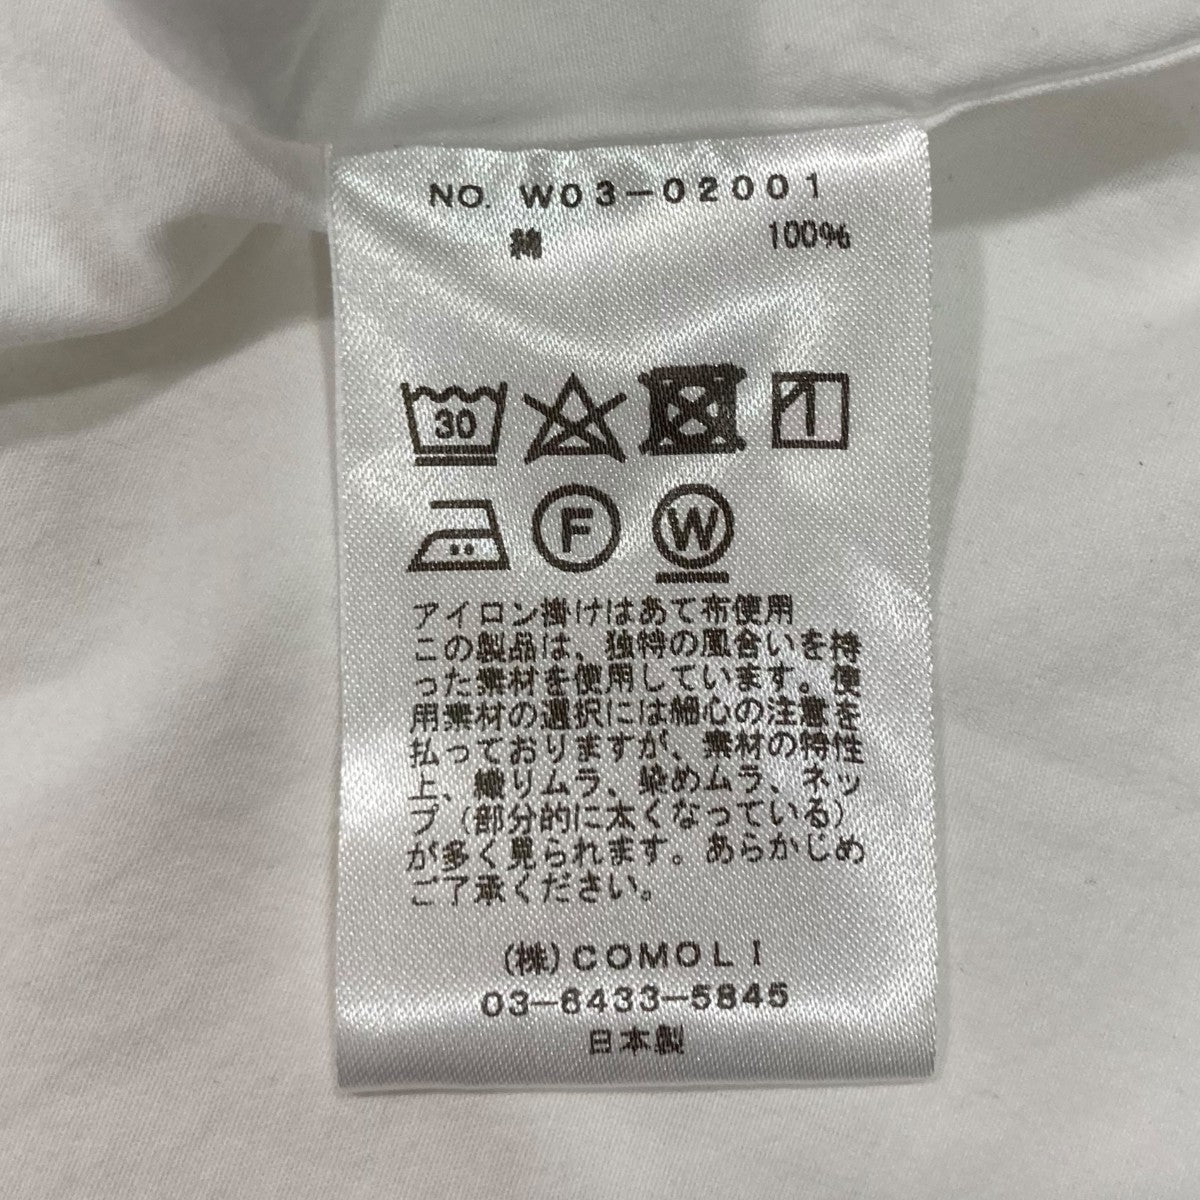 NO. W03-02001
綿 100%
30
F
W
アイロン掛けはあて布使用
この製品は、独特の風合いを持
った素材を使用しています。使
用素材の選択には細心の注意を
払っておりますが、素材の特性
上、織りムラ、染めムラ、ネッ
プ(部分的に太くなっている)
が多く見られます。あらかじめ
ご了承ください。
(株)COMOLI
03-6433-5845
日本製